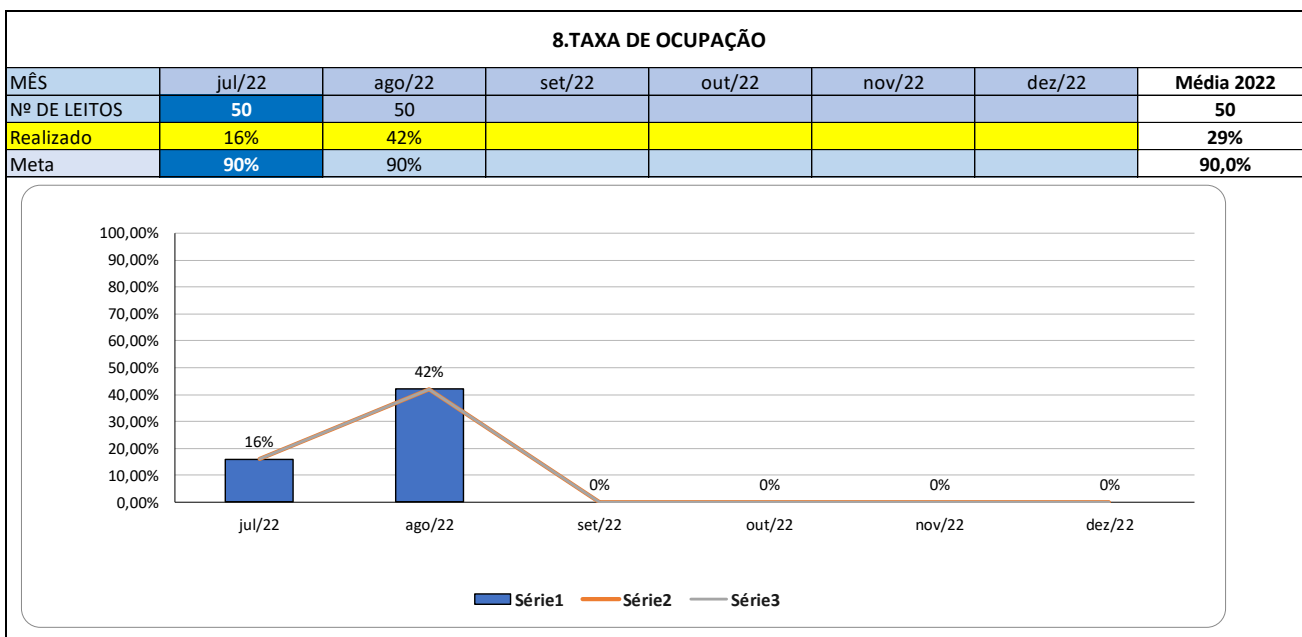 8.TAXA DE OCUPAÇÃO
MÊS jul/22 ago/22 set/22 out/22 nov/22 dez/22 Média 2022
Nº DE LEITOS 50 50 50
Realizado 16% 42% 29%
Meta 90% 90% 90,0%
100,00%
90,00%
80,00%
70,00%
60,00%
50,00%
42%
40,00%
30,00%
20,00%
16%
10,00%
0% 0% 0% 0%
0,00%
jul/22 ago/22 set/22 out/22 nov/22 dez/22
Série1 Série2 Série3